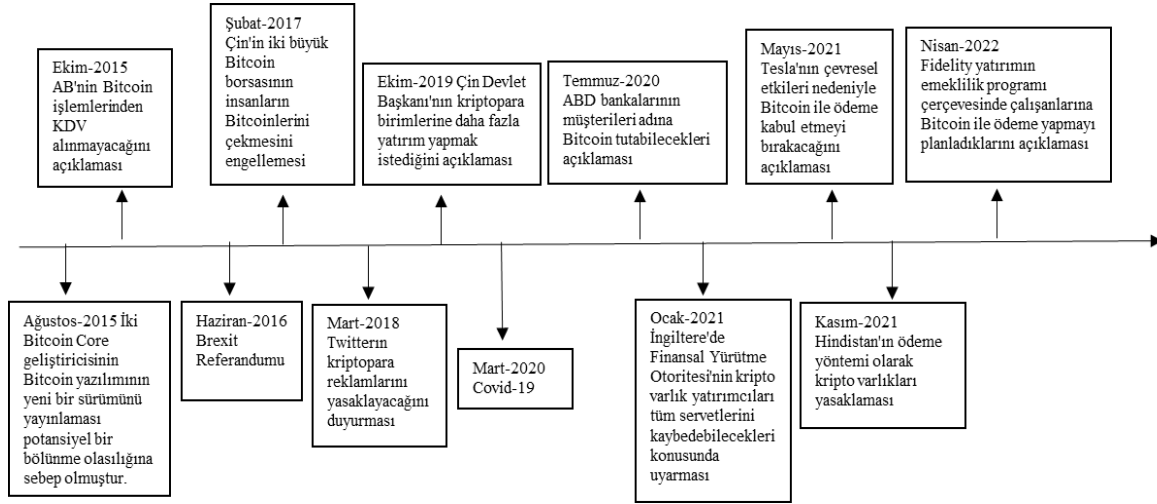 Ekim-2015
AB'nin Bitcoin
işlemlerinden
KDV
alınmayacağını
açıklaması
Şubat-2017
Çin'in iki büyük
Bitcoin
borsasının
insanların
Bitcoinlerini
çekmesini
engellemesi
Ekim-2019 Çin Devlet
Başkanı'nın kriptopara
birimlerine daha fazla
yatırım yapmak
istediğini açıklaması
Temmuz-2020
ABD bankalarının
müşterileri adına
Bitcoin tutabilecekleri
açıklaması
Mayıs-2021
Tesla'nın çevresel
etkileri nedeniyle
Bitcoin ile ödeme
kabul etmeyi
bırakacağını
açıklaması
Nisan-2022
Fidelity yatırımın
emeklilik programı
çerçevesinde çalışanlarına
Bitcoin ile ödeme yapmayı
planladıklarını açıklaması
Ağustos-2015 İki
Bitcoin Core
geliştiricisinin
Bitcoin yazılımının
yeni bir sürümünü
yayınlaması
potansiyel bir
bölünme olasılığına
sebep olmuştur.
Haziran-2016
Brexit
Referandumu
Mart-2018
Twitterın
kriptopara
reklamlarını
yasaklayacağını
duyurması
Mart-2020
Covid-19
Ocak-2021
İngiltere'de
Finansal Yürütme
Otoritesi'nin kripto
varlık yatırımcıları
tüm servetlerini
kaybedebilecekleri
konusunda
uyarması
Kasım-2021
Hindistan'ın ödeme
yöntemi olarak
kripto varlıkları
yasaklaması